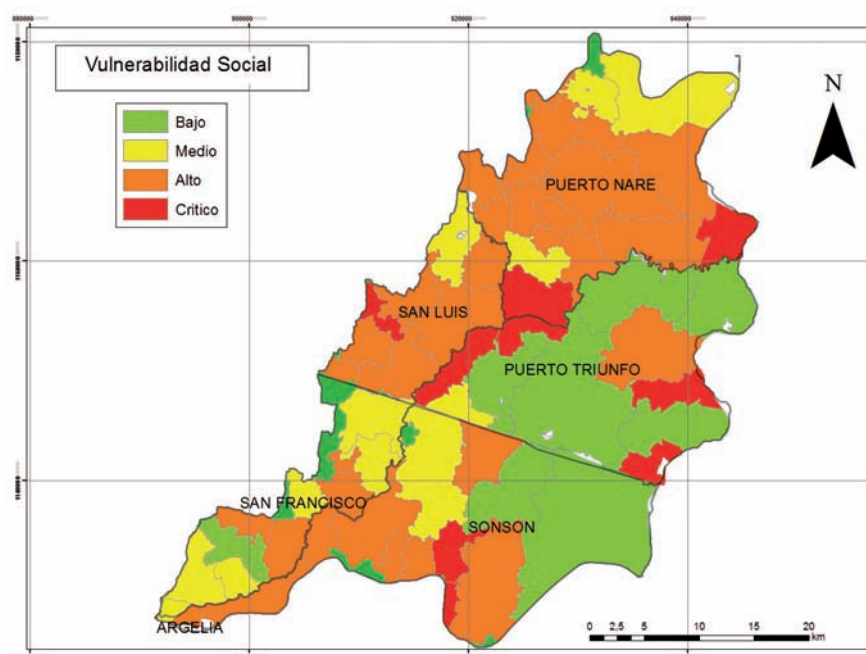 Vulnerabilidad Social
Bajo
Medio
Alto
Critico
N
PUERTO NARE
SAN LUIS
PUERTO TRIUNFO
SAN FRANCISCO
SONSON
ARGELIA
0 2,5 5 10 15 20
km